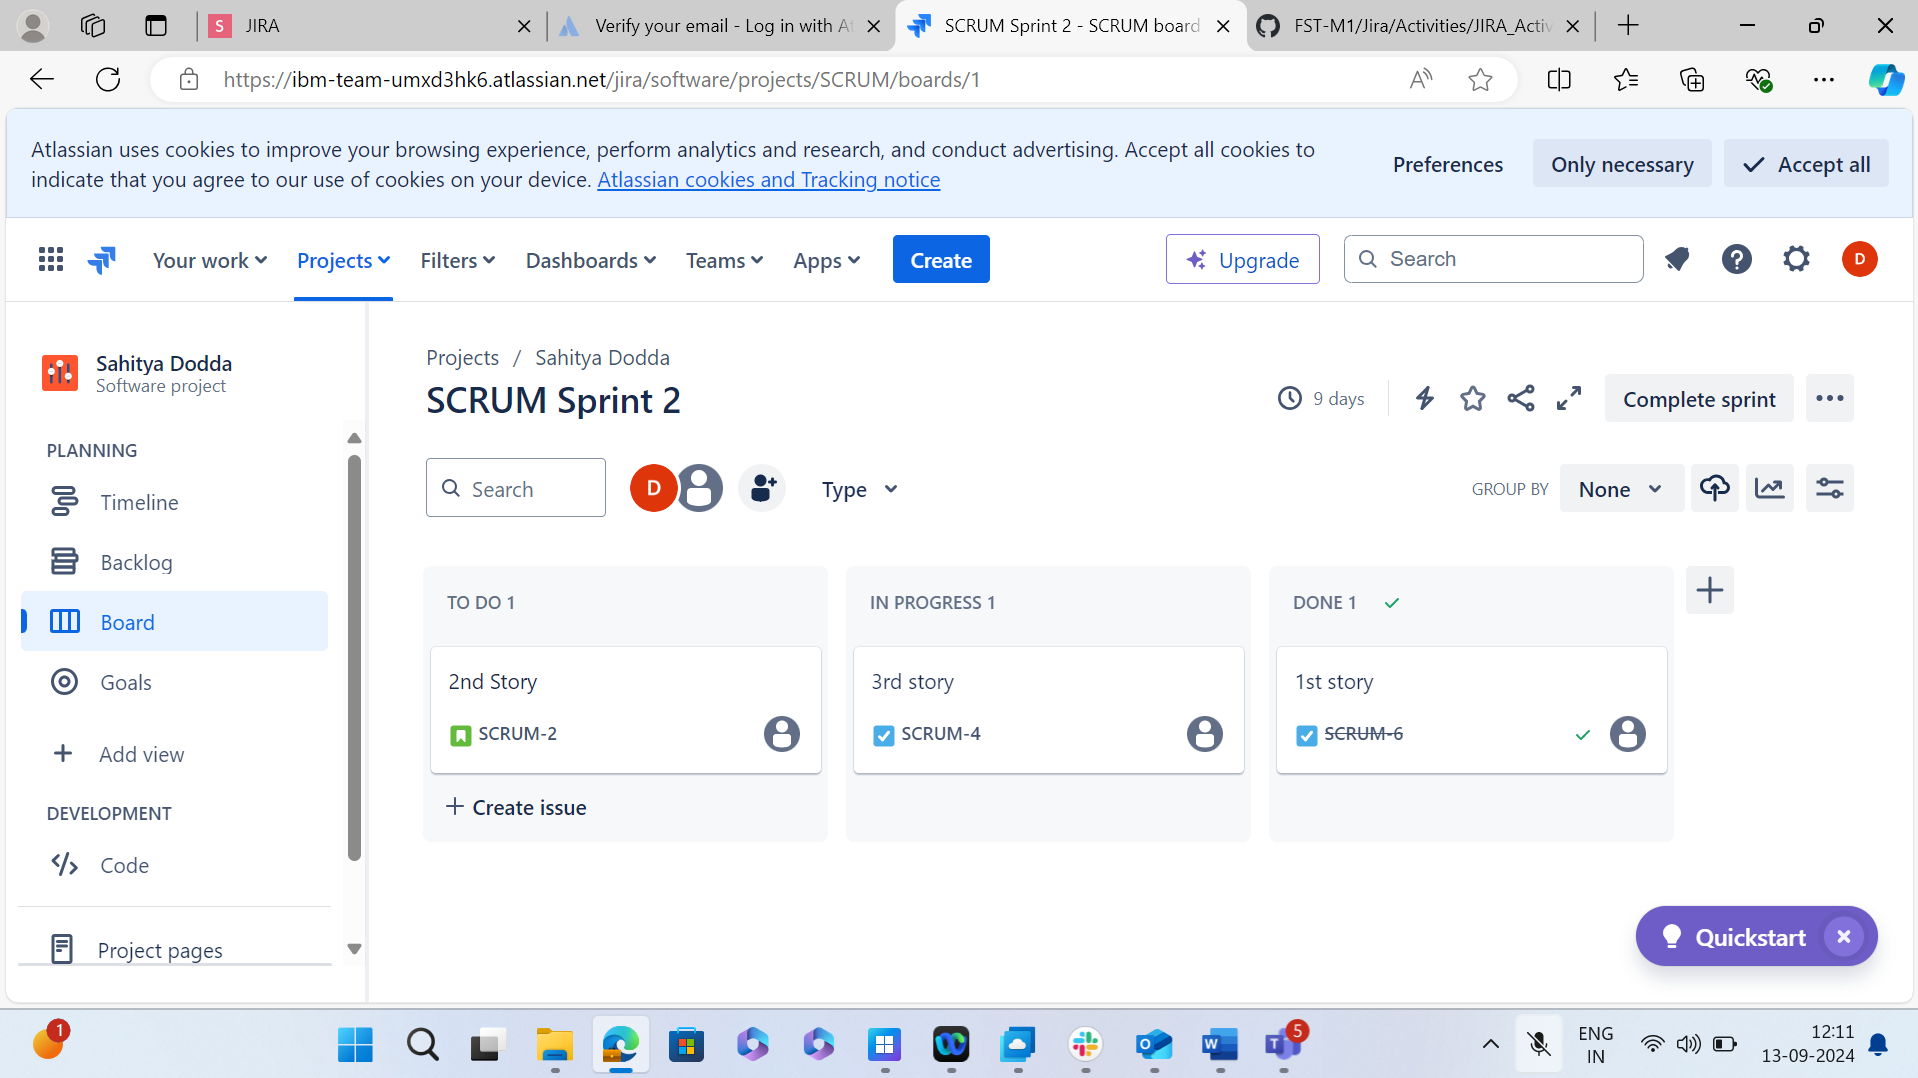 S JIRA
Verify your email - Log in with At
SCRUM Sprint 2 - SCRUM board
FST-M1/Jira/Activities/JIRA_Activ
https://ibm-team-umxd3hk6.atlassian.net/jira/software/projects/SCRUM/boards/1
Atlassian uses cookies to improve your browsing experience, perform analytics and research, and conduct advertising. Accept all cookies to
indicate that you agree to our use of cookies on your device. Atlassian cookies and Tracking notice
Preferences
Only necessary
Accept all
Your work
Projects
Filters
Dashboards
Teams
Apps
Create
Upgrade
Search
D
Sahitya Dodda
Software project
PLANNING
Timeline
Backlog
Board
Goals
Add view
DEVELOPMENT
Code
Project pages
Projects / Sahitya Dodda
SCRUM Sprint 2
9 days
Complete sprint
Search
D
Type
GROUP BY
None
TO DO 1
2nd Story
SCRUM-2
Create issue
IN PROGRESS 1
3rd story
SCRUM-4
DONE 1
1st story
SCRUM-6
Quickstart
1
5
ENG
IN
12:11
13-09-2024